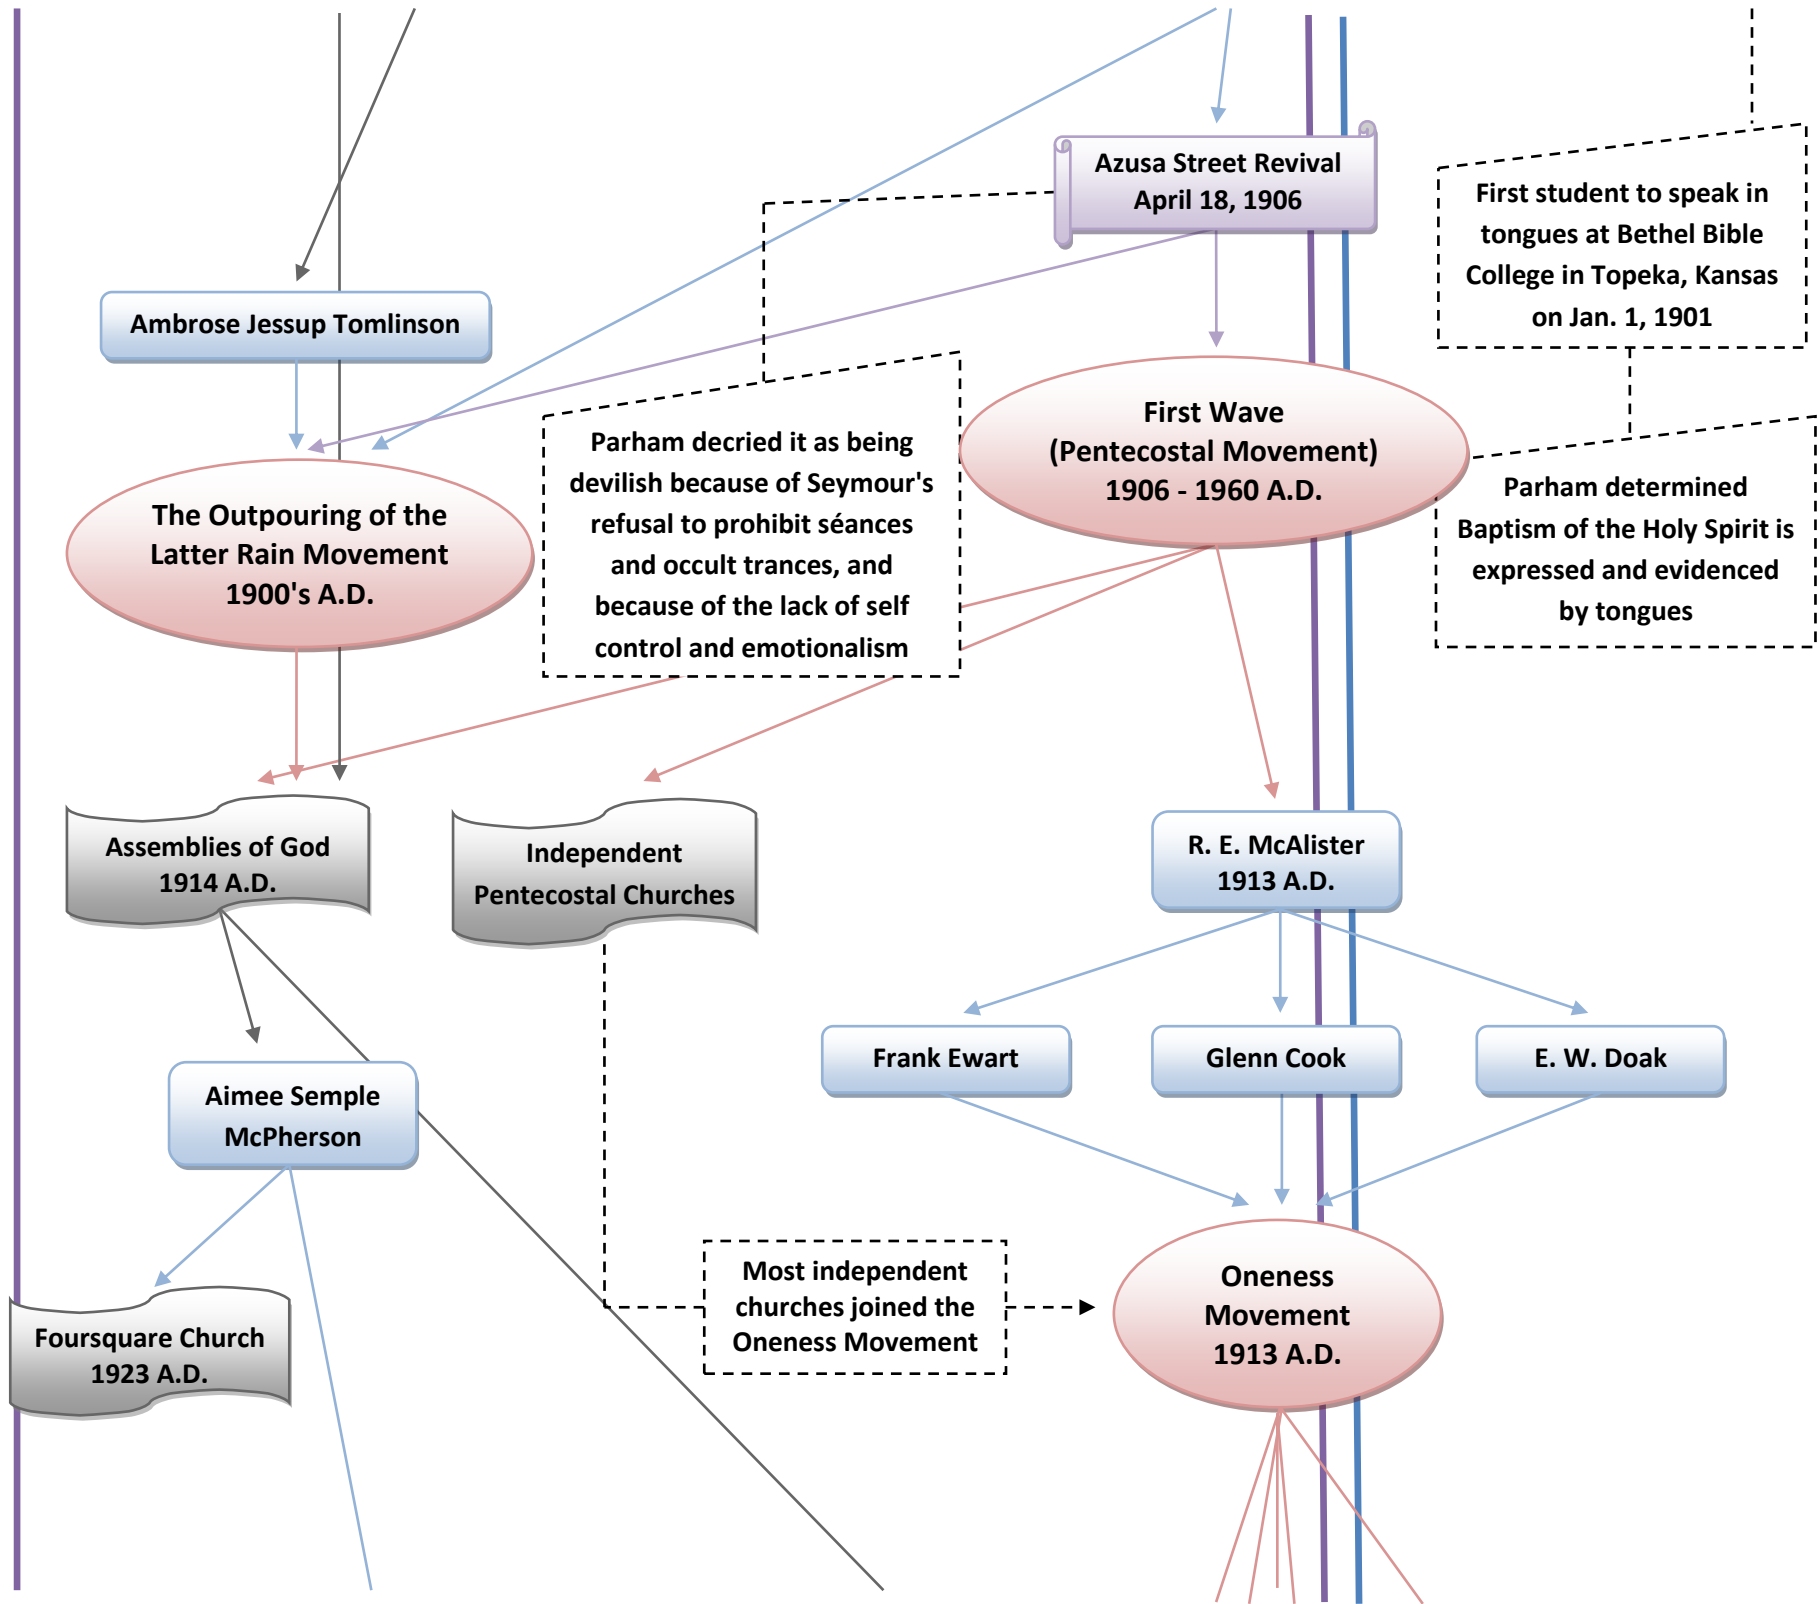 Azusa Street Revival
April 18, 1906
First student to speak in
tongues at Bethel Bible
College in Topeka, Kansas
on Jan. 1, 1901
Ambrose Jessup Tomlinson
First Wave
(Pentecostal Movement)
1906 - 1960 A.D.
Parham decried it as being
devilish because of Seymour's
refusal to prohibit séances
and occult trances, and
because of the lack of self
control and emotionalism
Parham determined
Baptism of the Holy Spirit is
expressed and evidenced
by tongues
The Outpouring of the
Latter Rain Movement
1900's A.D.
Assemblies of God
1914 A.D.
Independent
Pentecostal Churches
R. E. McAlister
1913 A.D.
Frank Ewart
Glenn Cook
E. W. Doak
Aimee Semple
McPherson
Most independent
churches joined the
Oneness Movement
Oneness
Movement
1913 A.D.
Foursquare Church
1923 A.D.